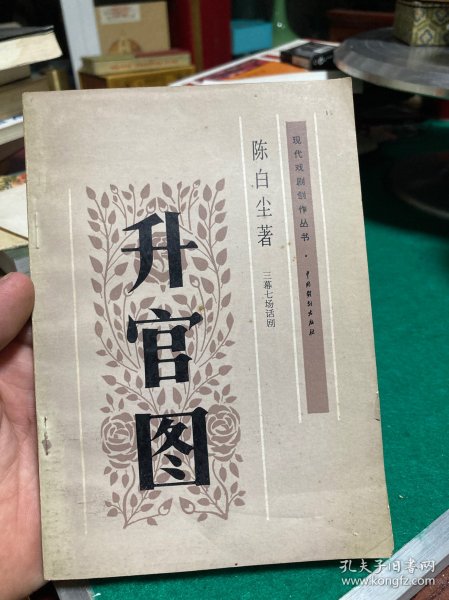 现代戏剧创作丛书·中国戏剧出版社
陈白尘著
三幕七场话剧
升官图
孔夫子旧书网
www.kongfz.com